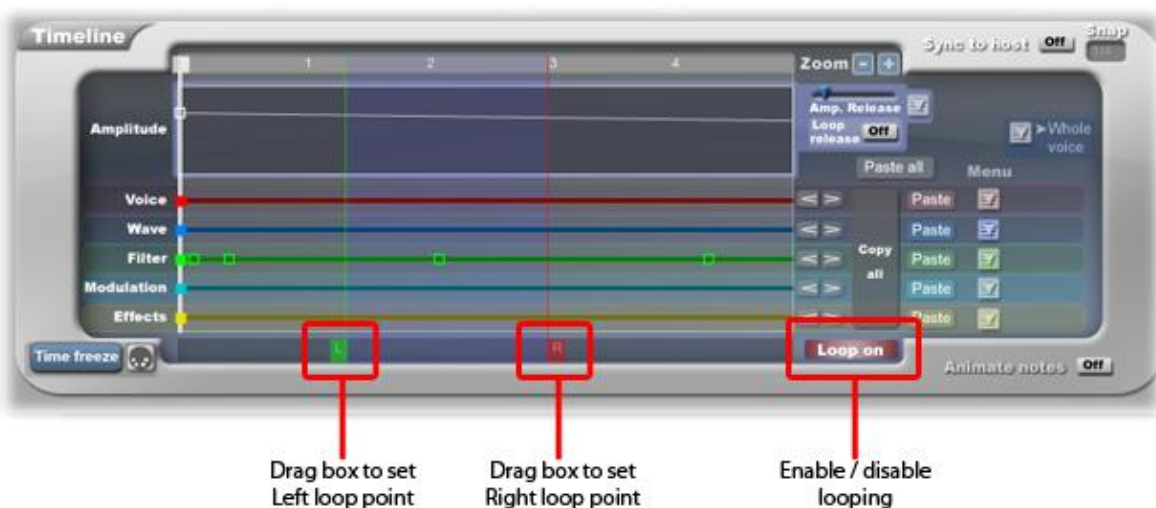 Timeline
Sync to host Off Snap
1 2 3 4 Zoom - +
Amplitude
Amp. Release
Loop
release Off
Whole
voice
Paste all Menu
Voice < > Paste
Wave < > Paste
Filter < > Copy Paste
all
Modulation < > Paste
Effects < > Paste
Time freeze L R Loop on
Animate notes Off
Drag box to set
Left loop point
Drag box to set
Right loop point
Enable / disable
looping